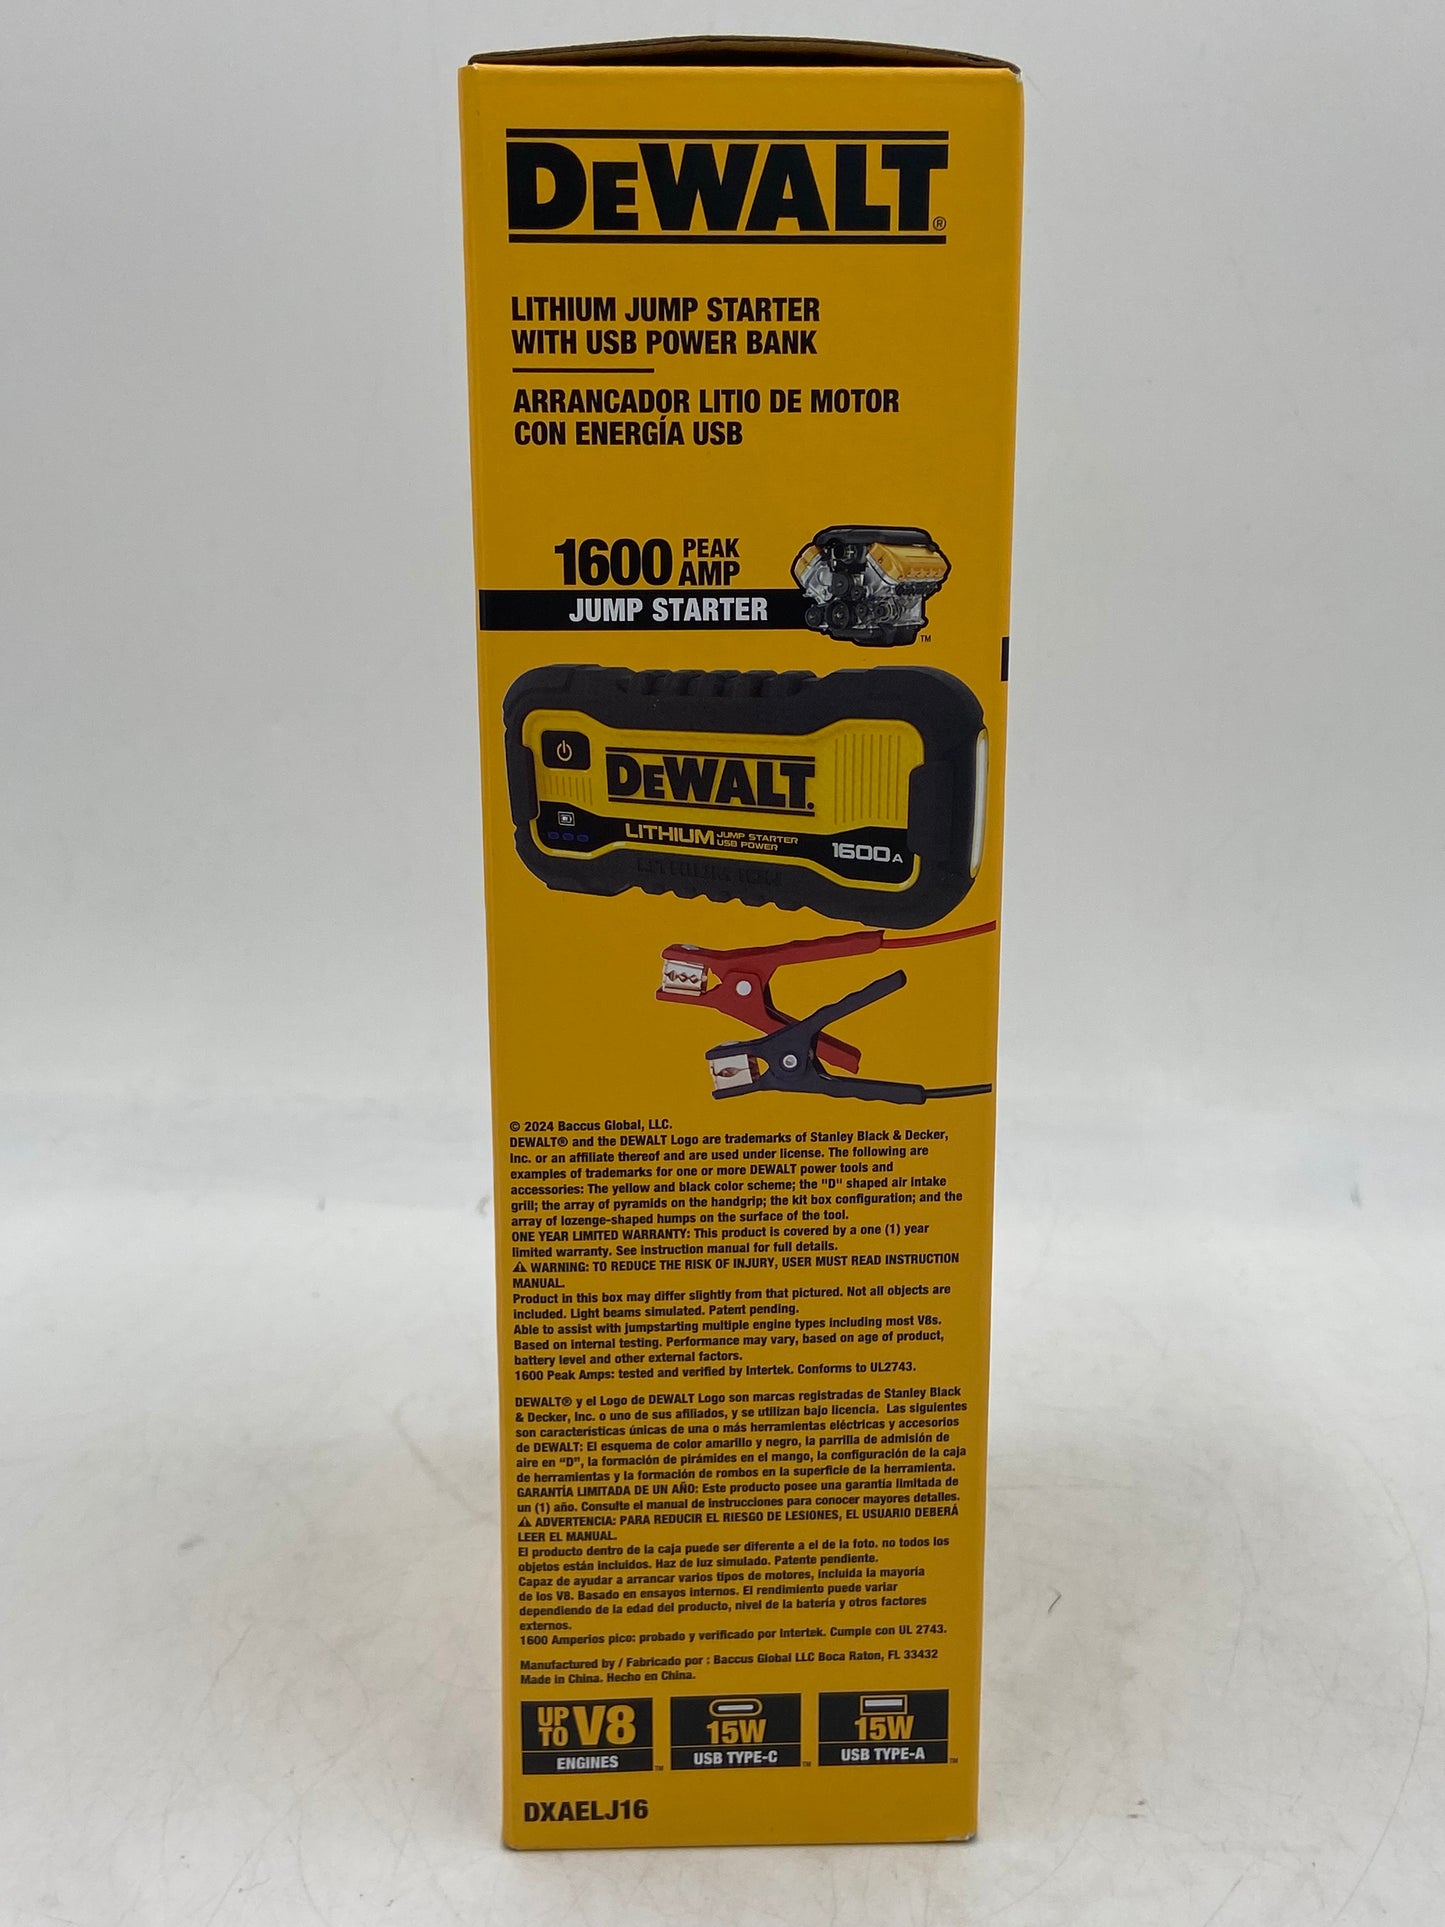 DEWALT®
LITHIUM JUMP STARTER
WITH USB POWER BANK
ARRANCADOR LITIO DE MOTOR
CON ENERGÍA USB
1600 PEAK AMP
JUMP STARTER
TM
DEWALT.
LITHIUM JUMP STARTER USB POWER
1600A
LITHIUM ION
© 2024 Baccus Global, LLC.
DEWALT® and the DEWALT Logo are trademarks of Stanley Black & Decker,
Inc. or an affiliate thereof and are used under license. The following are
examples of trademarks for one or more DEWALT power tools and
accessories: The yellow and black color scheme; the "D" shaped air intake
grill; the array of pyramids on the handgrip; the kit box configuration; and the
array of lozenge-shaped humps on the surface of the tool.
ONE YEAR LIMITED WARRANTY: This product is covered by a one (1) year
limited warranty. See instruction manual for full details.
⚠ WARNING: TO REDUCE THE RISK OF INJURY, USER MUST READ INSTRUCTION
MANUAL.
Product in this box may differ slightly from that pictured. Not all objects are
included. Light beams simulated. Patent pending.
Able to assist with jumpstarting multiple engine types including most V8s.
Based on internal testing. Performance may vary, based on age of product,
battery level and other external factors.
1600 Peak Amps: tested and verified by Intertek. Conforms to UL2743.
DEWALT® y el Logo de DEWALT Logo son marcas registradas de Stanley Black
& Decker, Inc. o uno de sus afiliados, y se utilizan bajo licencia. Las siguientes
son características únicas de una o más herramientas eléctricas y accesorios
de DEWALT: El esquema de color amarillo y negro, la parrilla de admisión de
aire en “D”, la formación de pirámides en el mango, la configuración de la caja
de herramientas y la formación de rombos en la superficie de la herramienta.
GARANTÍA LIMITADA DE UN AÑO: Este producto posee una garantía limitada de
un (1) año. Consulte el manual de instrucciones para conocer mayores detalles.
⚠ ADVERTENCIA: PARA REDUCIR EL RIESGO DE LESIONES, EL USUARIO DEBERÁ
LEER EL MANUAL.
El producto dentro de la caja puede ser diferente a el de la foto. no todos los
objetos están incluidos. Haz de luz simulado. Patente pendiente.
Capaz de ayudar a arrancar varios tipos de motores, incluida la mayoría
de los V8. Basado en ensayos internos. El rendimiento puede variar
dependiendo de la edad del producto, nivel de la batería y otros factores
externos.
1600 Amperios pico: probado y verificado por Intertek. Cumple con UL 2743.
Manufactured by / Fabricado por : Baccus Global LLC Boca Raton, FL 33432
Made in China. Hecho en China.
UP TO V8
ENGINES TM
15W
USB TYPE-C TM
15W
USB TYPE-A TM
DXAELJ16